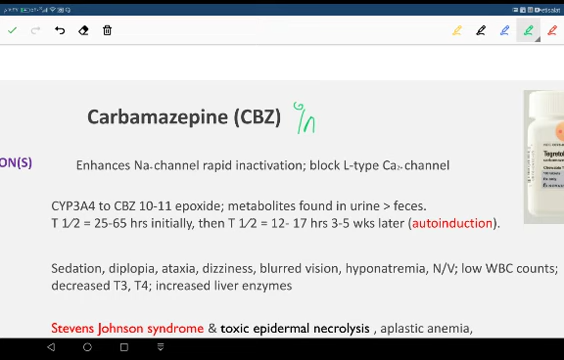 etisalat
Carbamazepine (CBZ)
ON(S)
Enhances Na+channel rapid inactivation; block L-type Ca2+channel
Tegretol
CYP3A4 to CBZ 10-11 epoxide; metabolites found in urine > feces.
T 1/2 = 25-65 hrs initially, then T 1/2 = 12- 17 hrs 3-5 wks later (autoinduction).
Sedation, diplopia, ataxia, dizziness, blurred vision, hyponatremia, N/V; low WBC counts;
decreased T3, T4; increased liver enzymes
Stevens Johnson syndrome & toxic epidermal necrolysis , aplastic anemia,